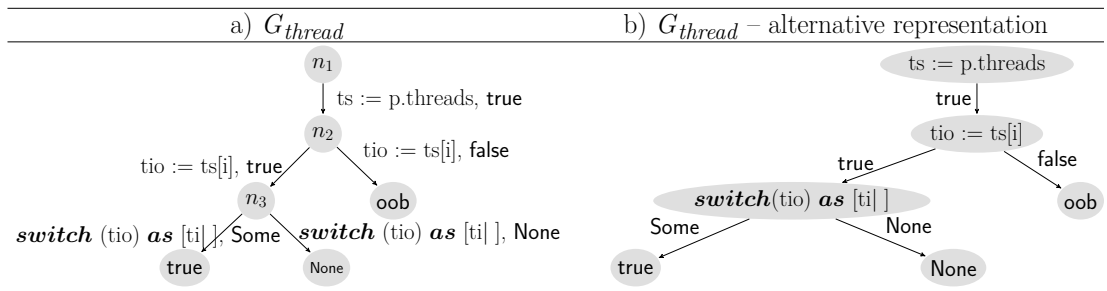 a) G_thread b) G_thread – alternative representation
n₁ ts := p.threads
ts := p.threads, true true
n₂ tio := ts[i]
tio := ts[i], true tio := ts[i], false true false
n₃ oob switch(tio) as [ti| ] oob
switch (tio) as [ti| ], Some switch (tio) as [ti| ], None Some None
true None true None